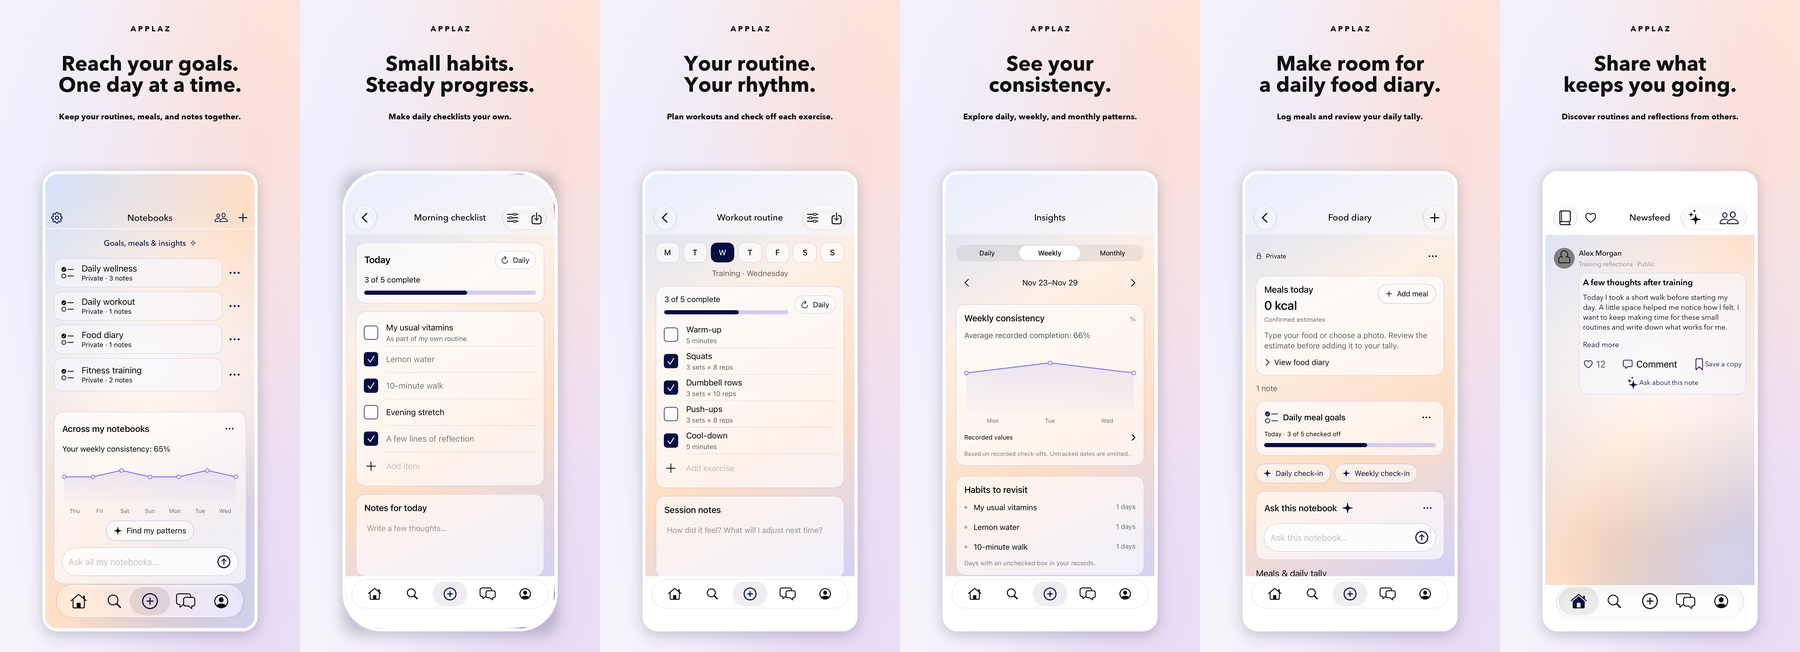 APPLAZ
Reach your goals.
One day at a time.
Keep your routines, meals, and notes together.
Notebooks
Goals, meals & insights
Daily wellness
Private · 3 notes
Daily workout
Private · 1 notes
Food diary
Private · 1 notes
Fitness training
Private · 2 notes
Across my notebooks
Your weekly consistency: 65%
Thu Fri Sat Sun Mon Tue Wed
Find my patterns
Ask all my notebooks...
APPLAZ
Small habits.
Steady progress.
Make daily checklists your own.
Morning checklist
Today
Daily
3 of 5 complete
My usual vitamins
As part of my own routine
Lemon water
10-minute walk
Evening stretch
A few lines of reflection
Add item
Notes for today
Write a few thoughts...
APPLAZ
Your routine.
Your rhythm.
Plan workouts and check off each exercise.
Workout routine
M T W T F S S
Training · Wednesday
3 of 5 complete
Daily
Warm-up
5 minutes
Squats
3 sets × 8 reps
Dumbbell rows
3 sets × 10 reps
Push-ups
3 sets × 8 reps
Cool-down
5 minutes
Add exercise
Session notes
How did it feel? What will I adjust next time?
APPLAZ
See your
consistency.
Explore daily, weekly, and monthly patterns.
Insights
Daily Weekly Monthly
Nov 23–Nov 29
Weekly consistency %
Average recorded completion: 66%
Mon Tue Wed
Recorded values
Based on recorded check-offs. Untracked dates are omitted.
Habits to revisit
My usual vitamins 1 days
Lemon water 1 days
10-minute walk 1 days
Days with an unchecked box in your records.
APPLAZ
Make room for
a daily food diary.
Log meals and review your daily tally.
Food diary
Private
Meals today
Add meal
0 kcal
Confirmed estimates
Type your food or choose a photo. Review the
estimate before adding it to your tally.
View food diary
1 note
Daily meal goals
Today · 3 of 5 checked off
Daily check-in Weekly check-in
Ask this notebook
Ask this notebook...
Meals & daily tally
APPLAZ
Share what
keeps you going.
Discover routines and reflections from others.
Newsfeed
Alex Morgan
Training reflections · Public
A few thoughts after training
Today I took a short walk before starting my
day. A little space helped me notice how I felt. I
want to keep making time for these small
routines and write down what works for me.
Read more
12 Comment Save a copy
Ask about this note